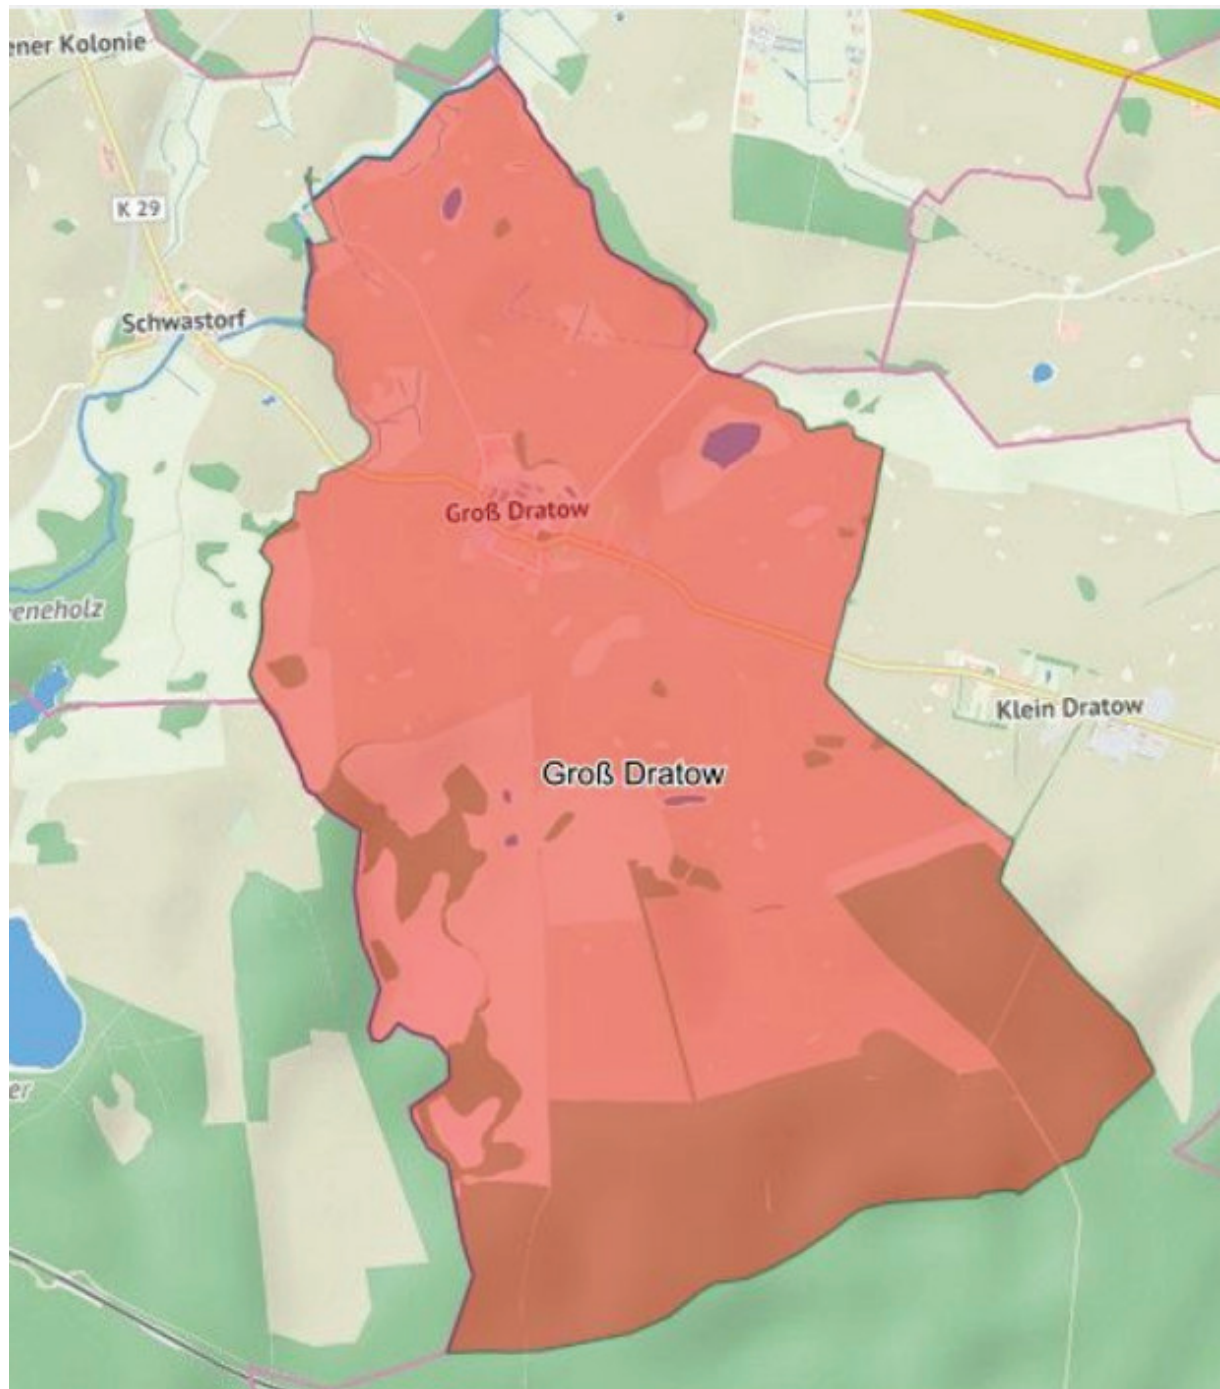 ener Kolonie
K 29
Schwastorf
Groß Dratow
eneholz
Klein Dratow
Groß Dratow
er